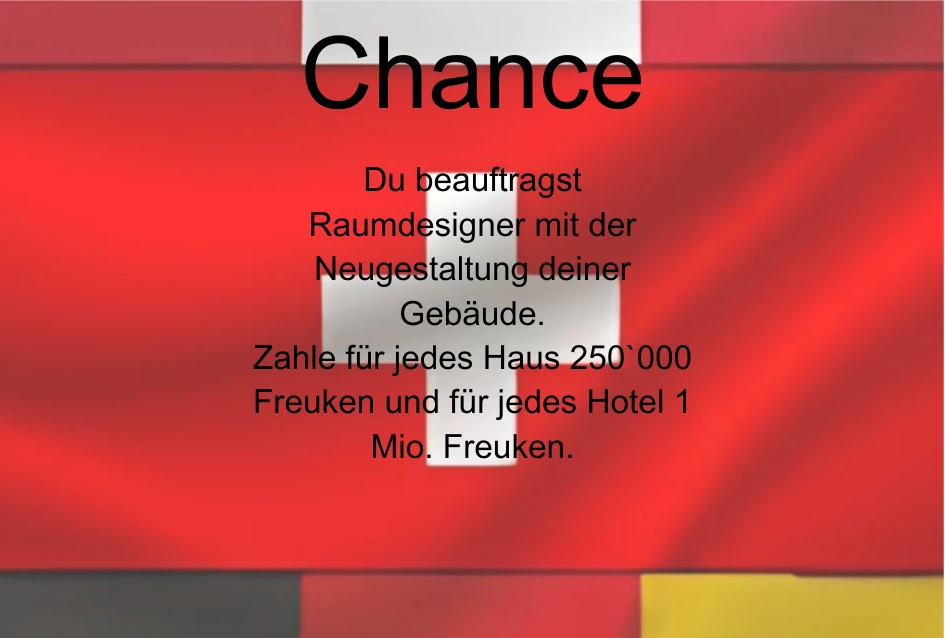 Chance
Du beauftragst
Raumdesigner mit der
Neugestaltung deiner
Gebäude.
Zahle für jedes Haus 250`000
Freuken und für jedes Hotel 1
Mio. Freuken.